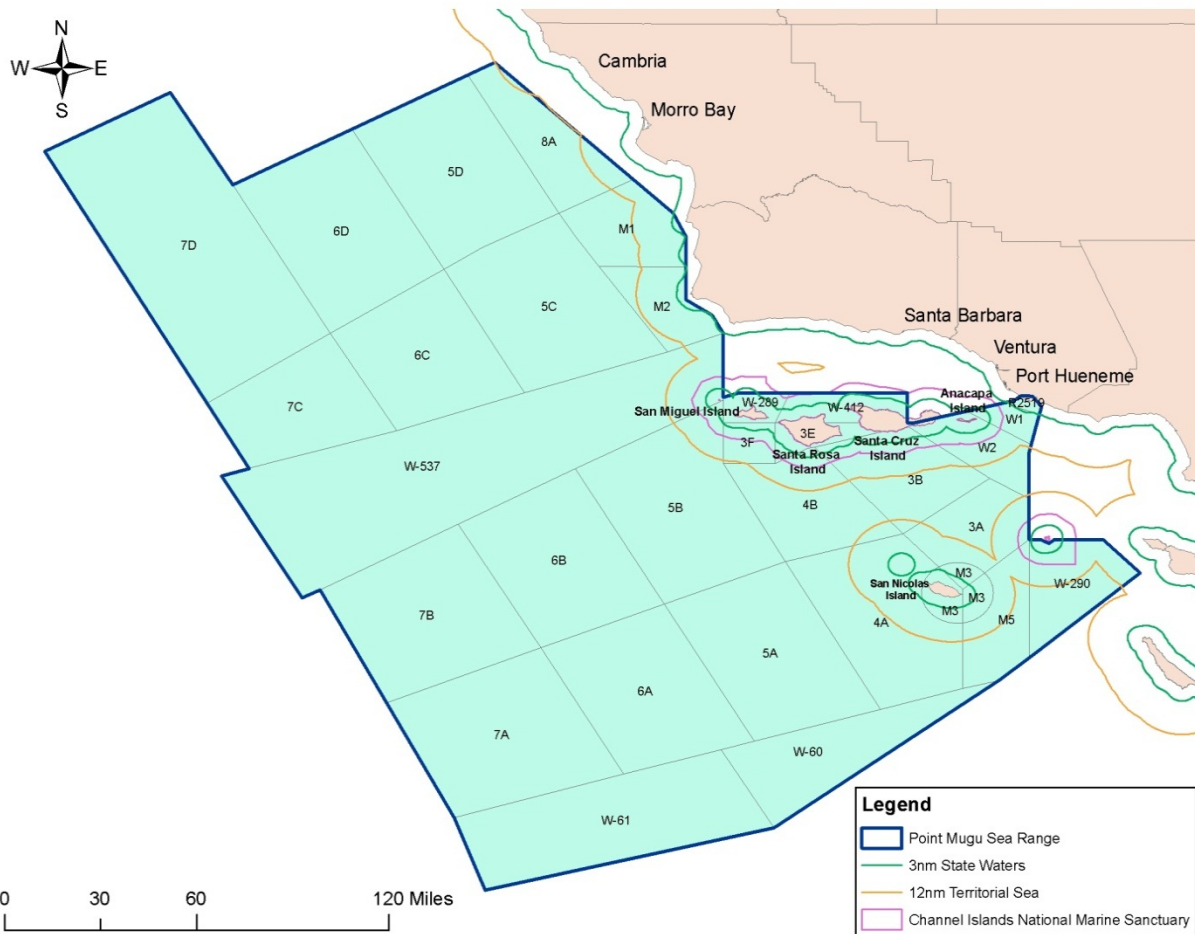 N
W E
S
Cambria
Morro Bay
8A
5D
6D
M1
7D
5C
M2
6C
Santa Barbara
Ventura
Port Hueneme
7C
W-289
W-412
Anacapa
Island
R2519
San Miguel Island
W1
3F
3E
Santa Cruz
Island
W2
Santa Rosa
Island
W-537
3B
5B
4B
3A
6B
San Nicolas
Island
M3
M3
M3
W-290
7B
4A
M5
5A
6A
7A
W-60
W-61
Legend
Point Mugu Sea Range
3nm State Waters
12nm Territorial Sea
Channel Islands National Marine Sanctuary
0 30 60 120 Miles